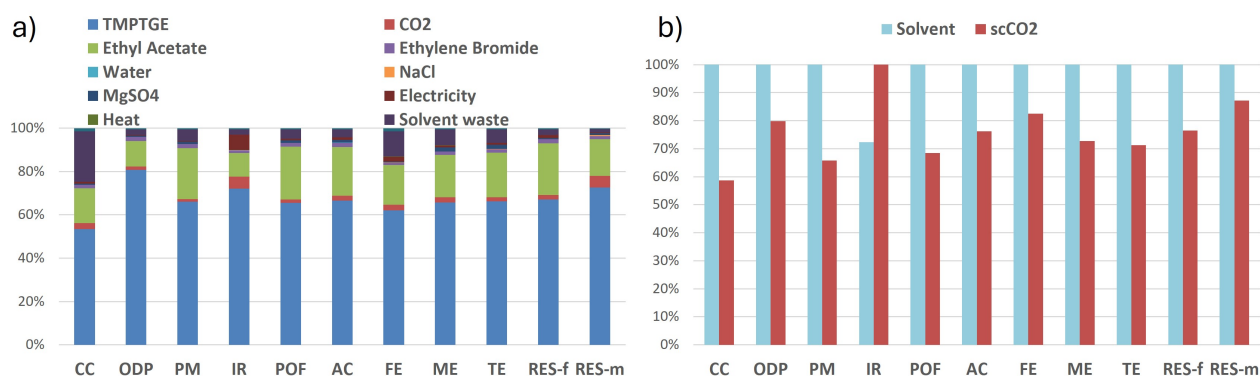 a)
TMPTGE CO2
Ethyl Acetate Ethylene Bromide
Water NaCl
MgSO4 Electricity
Heat Solvent waste
100%
80%
60%
40%
20%
0%
CC ODP PM IR POF AC FE ME TE RES-f RES-m
b)
Solvent scCO2
100%
90%
80%
70%
60%
50%
40%
30%
20%
10%
0%
CC ODP PM IR POF AC FE ME TE RES-f RES-m